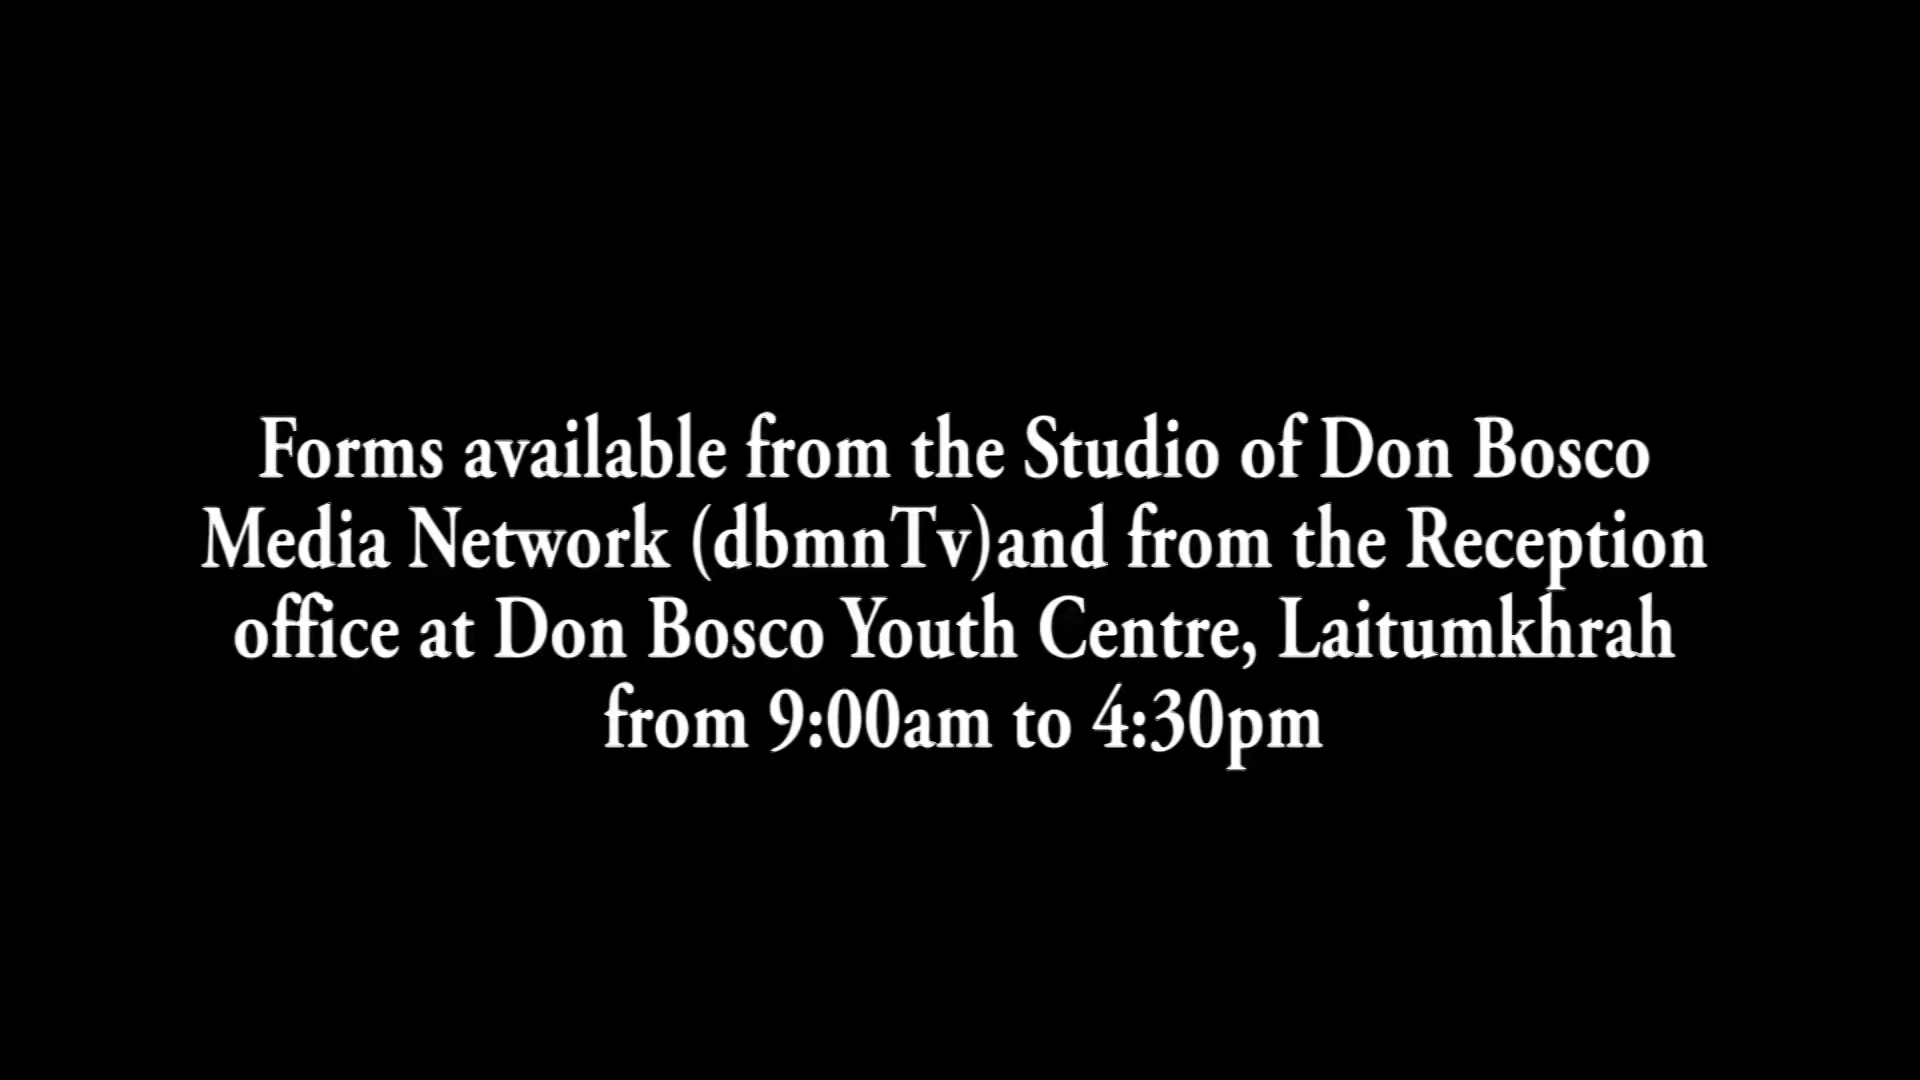 Forms available from the Studio of Don Bosco
Media Network (dbmnTv)and from the Reception
office at Don Bosco Youth Centre, Laitumkhrah
from 9:00am to 4:30pm